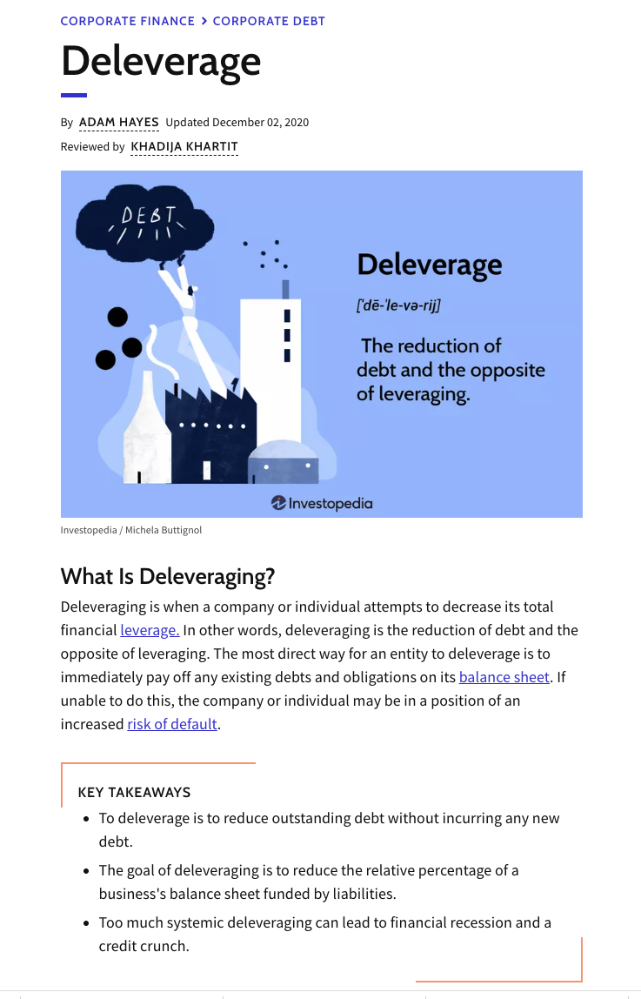 CORPORATE FINANCE > CORPORATE DEBT
Deleverage
By ADAM HAYES Updated December 02, 2020
Reviewed by KHADIJA KHARTIT
DEBT
Deleverage
[ˈdē-ˈle-və-rij]
The reduction of
debt and the opposite
of leveraging.
Investopedia
Investopedia / Michela Buttignol
What Is Deleveraging?
Deleveraging is when a company or individual attempts to decrease its total
financial leverage. In other words, deleveraging is the reduction of debt and the
opposite of leveraging. The most direct way for an entity to deleverage is to
immediately pay off any existing debts and obligations on its balance sheet. If
unable to do this, the company or individual may be in a position of an
increased risk of default.
KEY TAKEAWAYS
• To deleverage is to reduce outstanding debt without incurring any new
debt.
• The goal of deleveraging is to reduce the relative percentage of a
business's balance sheet funded by liabilities.
• Too much systemic deleveraging can lead to financial recession and a
credit crunch.